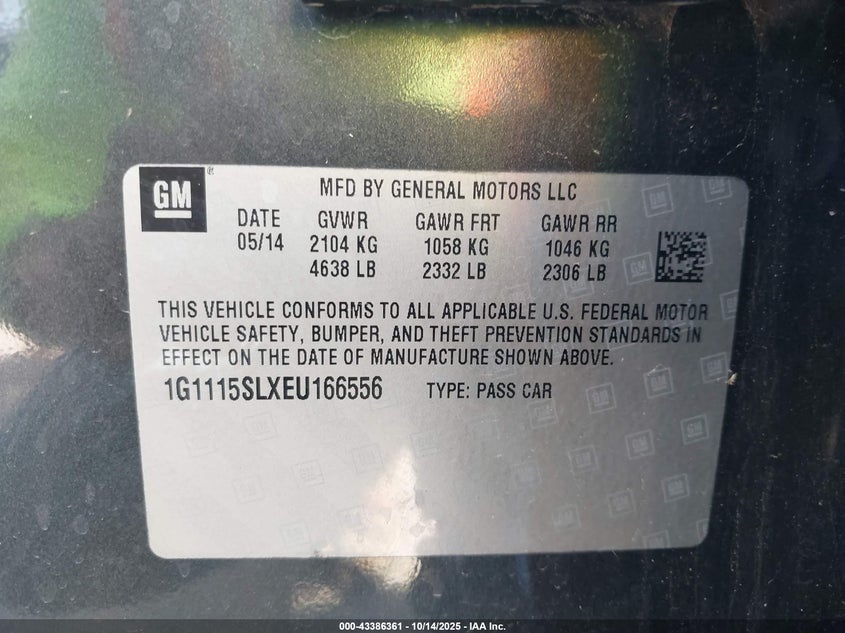 GM ®
MFD BY GENERAL MOTORS LLC
DATE GVWR GAWR FRT GAWR RR
05/14 2104 KG 1058 KG 1046 KG
4638 LB 2332 LB 2306 LB
THIS VEHICLE CONFORMS TO ALL APPLICABLE U.S. FEDERAL MOTOR
VEHICLE SAFETY, BUMPER, AND THEFT PREVENTION STANDARDS IN
EFFECT ON THE DATE OF MANUFACTURE SHOWN ABOVE.
1G1115SLXEU166556 TYPE: PASS CAR
000-43386361 - 10/14/2025 - IAA Inc.